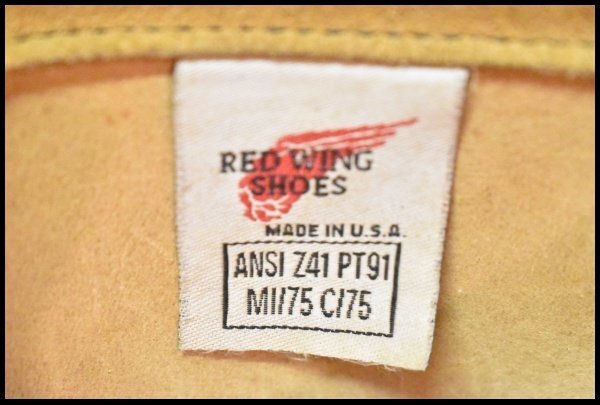 RED WING
SHOES
MADE IN U.S.A.
ANSI Z41 PT91
MI/75 C/75